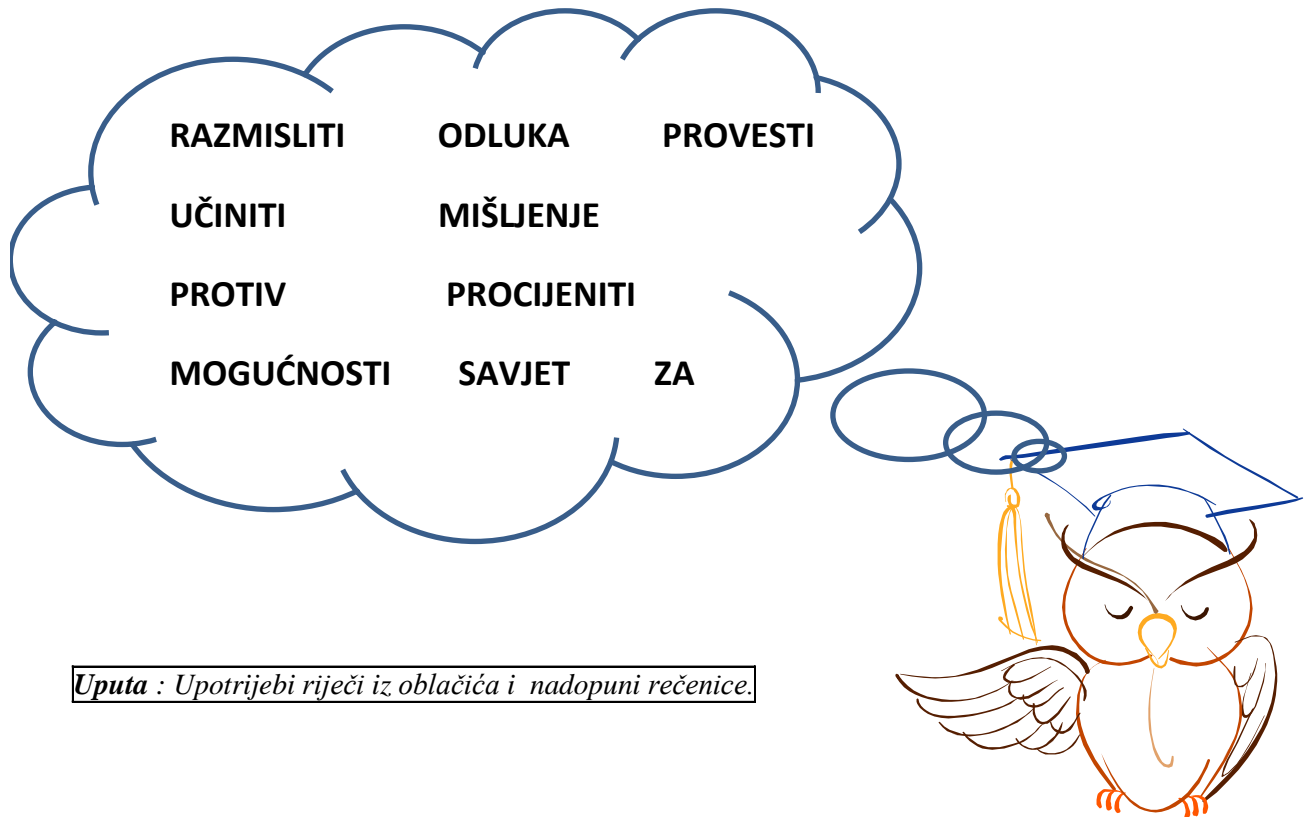 RAZMISLITI ODLUKA PROVESTI
UČINITI MIŠLJENJE
PROTIV PROCIJENITI
MOGUĆNOSTI SAVJET ZA
Uputa : Upotrijebi riječi iz oblačića i nadopuni rečenice.